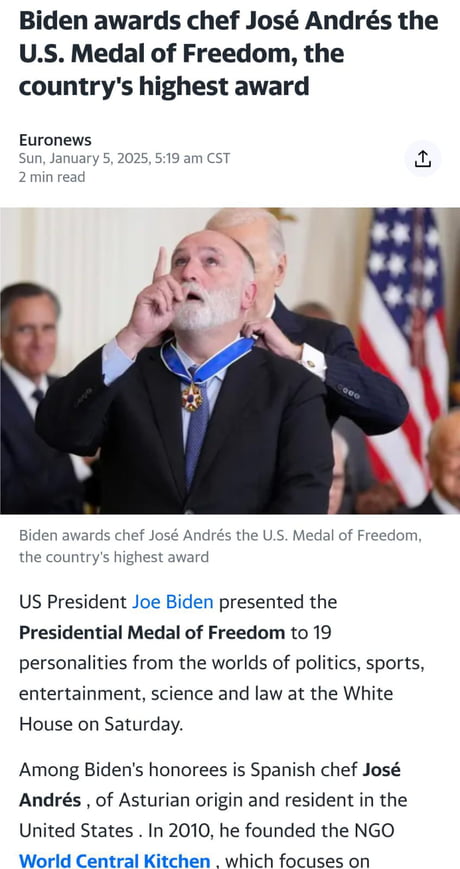 Biden awards chef José Andrés the
U.S. Medal of Freedom, the
country's highest award
Euronews
Sun, January 5, 2025, 5:19 am CST
2 min read
Biden awards chef José Andrés the U.S. Medal of Freedom,
the country's highest award
US President Joe Biden presented the
Presidential Medal of Freedom to 19
personalities from the worlds of politics, sports,
entertainment, science and law at the White
House on Saturday.
Among Biden's honorees is Spanish chef José
Andrés , of Asturian origin and resident in the
United States . In 2010, he founded the NGO
World Central Kitchen , which focuses on